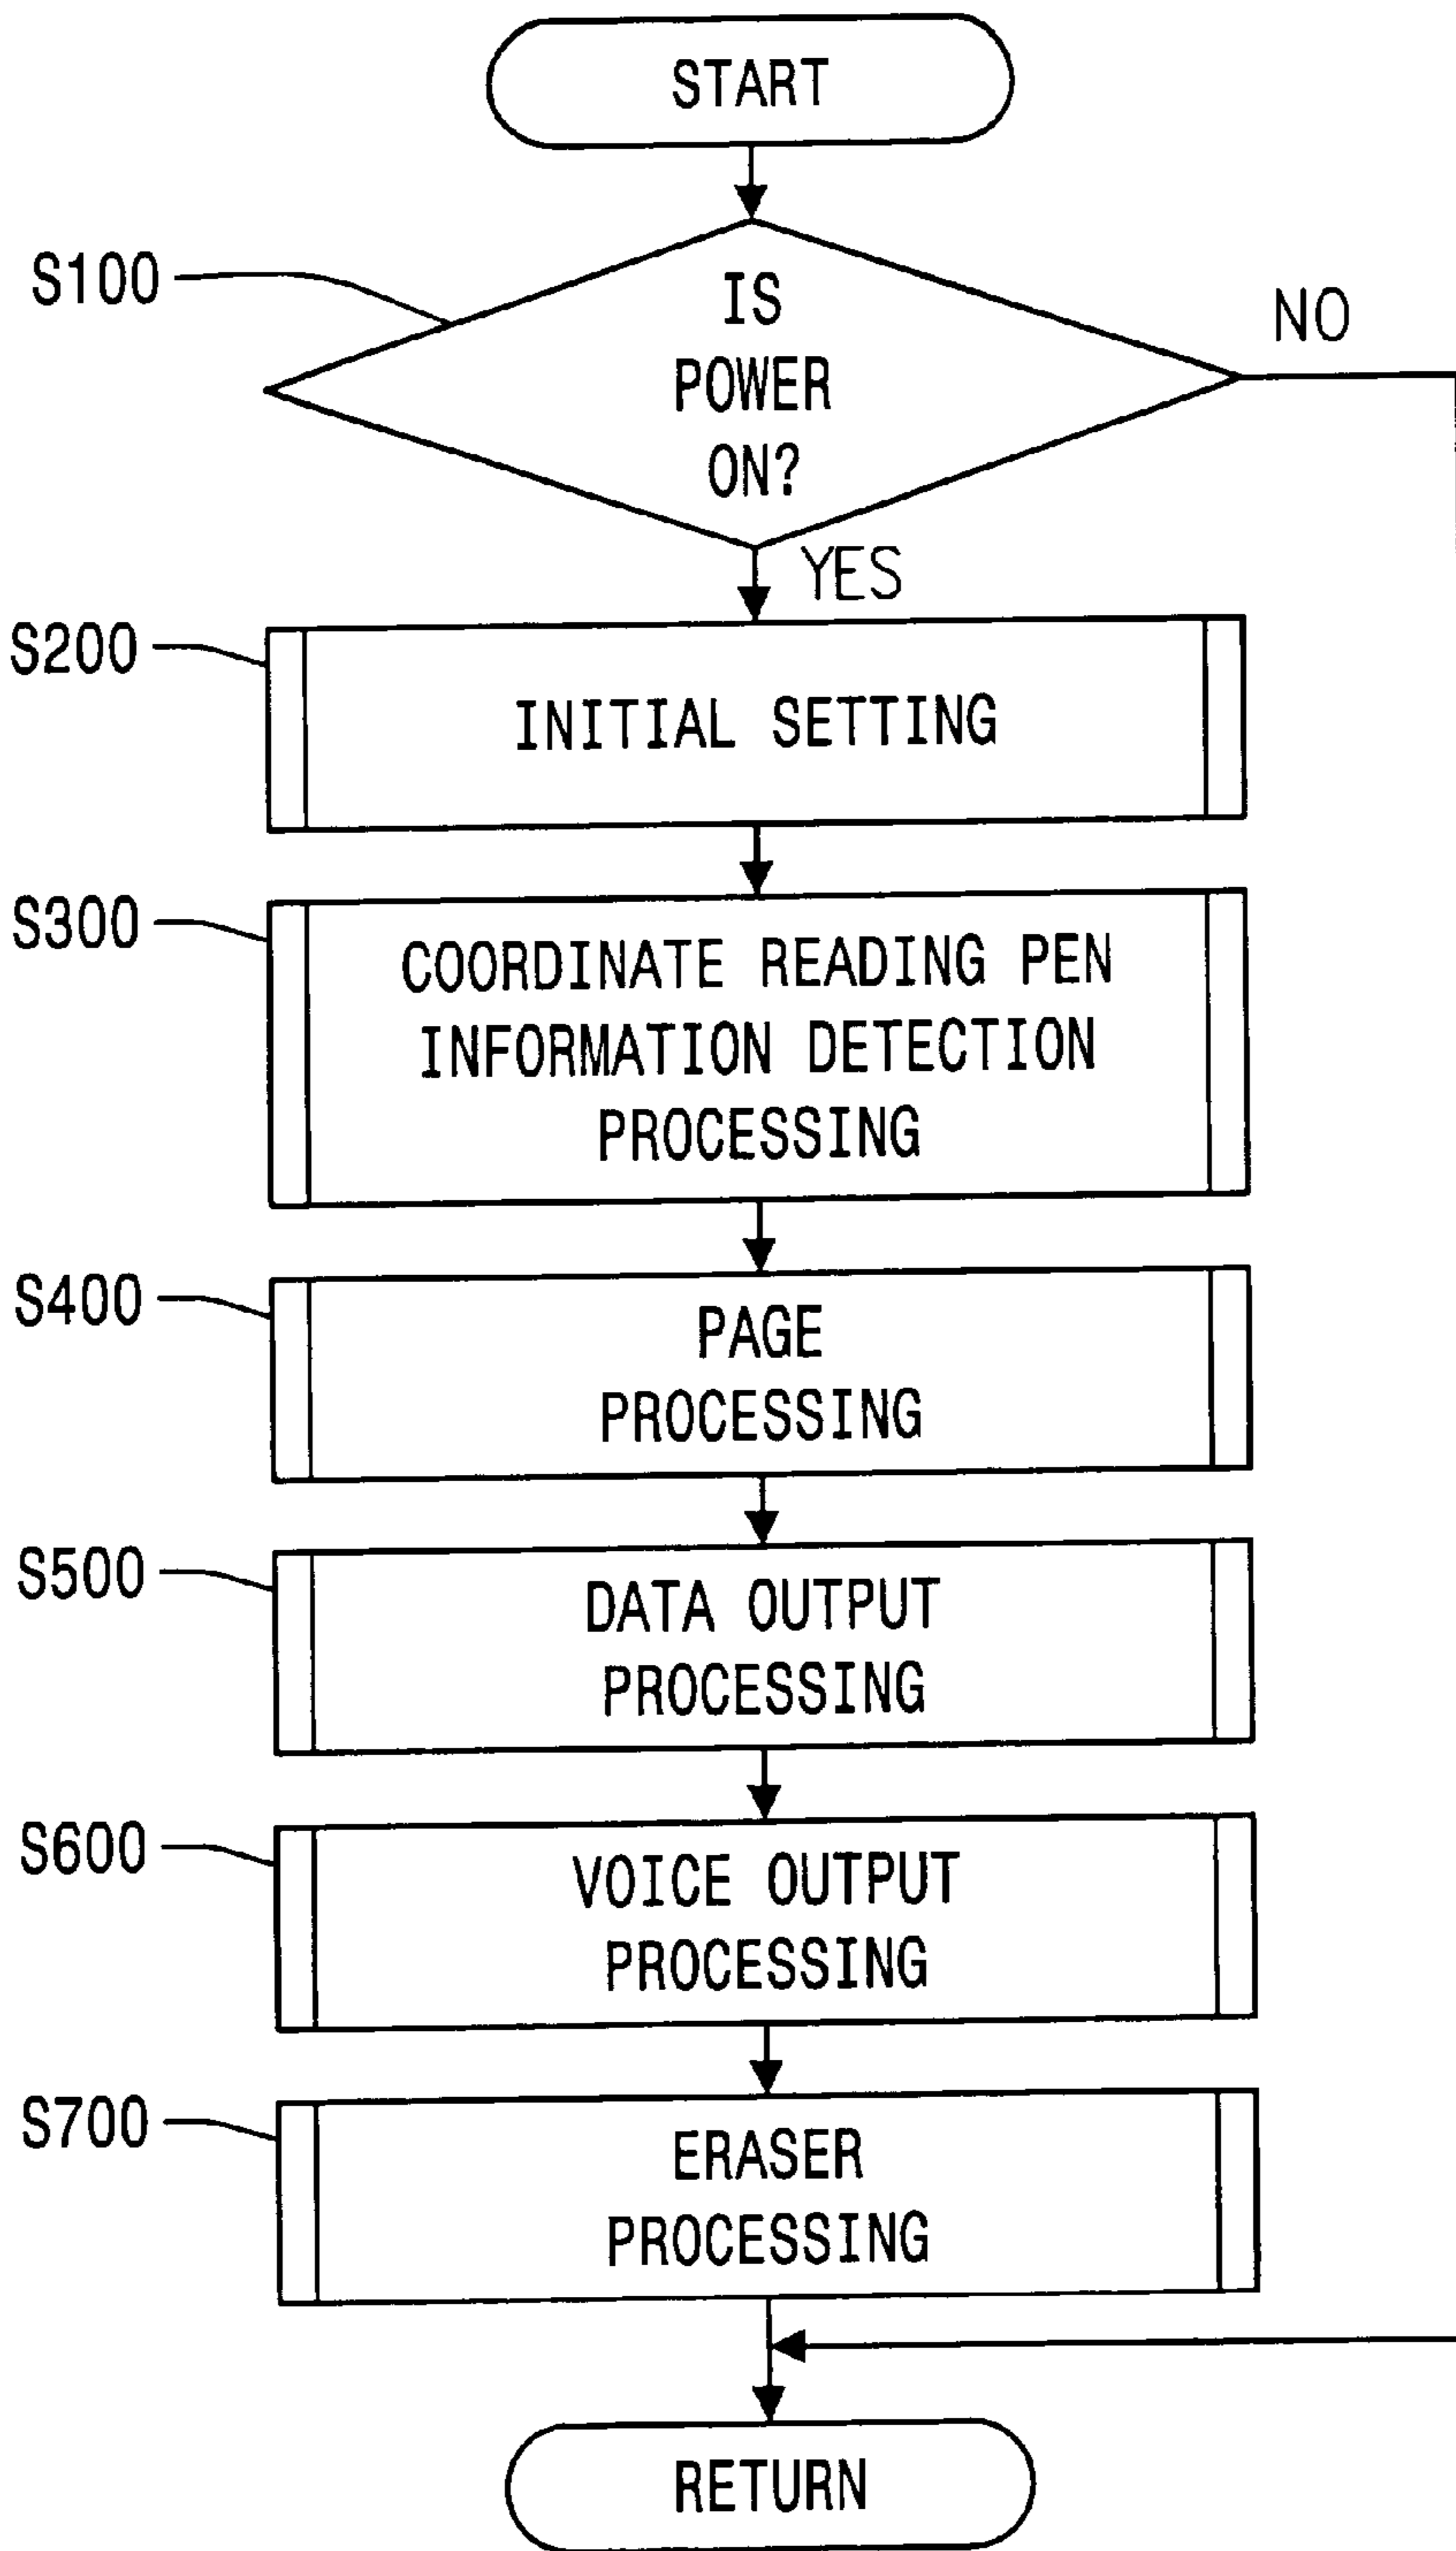 START
S100
IS
POWER
ON?
NO
YES
S200
INITIAL SETTING
S300
COORDINATE READING PEN
INFORMATION DETECTION
PROCESSING
S400
PAGE
PROCESSING
S500
DATA OUTPUT
PROCESSING
S600
VOICE OUTPUT
PROCESSING
S700
ERASER
PROCESSING
RETURN